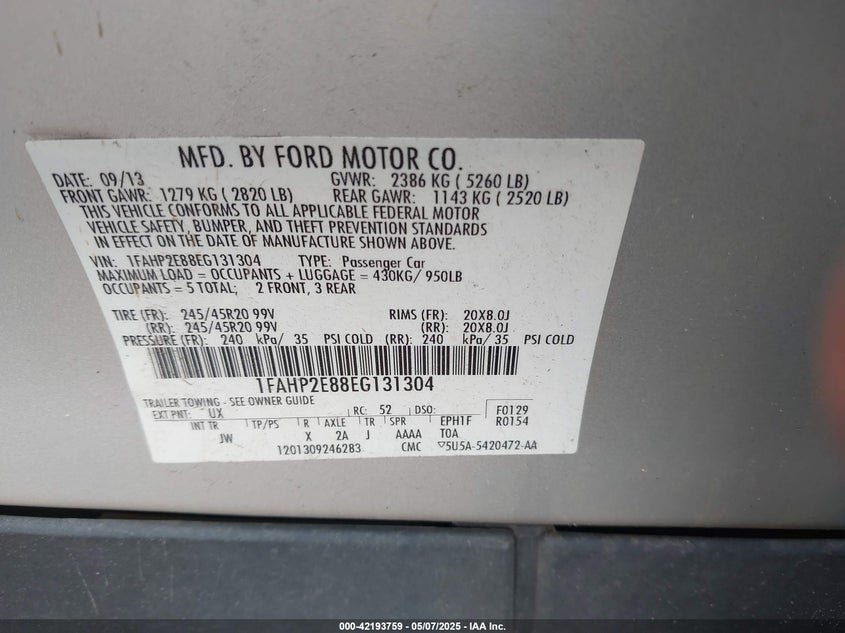 MFD. BY FORD MOTOR CO.
DATE: 09/13 GVWR: 2386 KG ( 5260 LB)
FRONT GAWR: 1279 KG ( 2820 LB) REAR GAWR: 1143 KG ( 2520 LB)
THIS VEHICLE CONFORMS TO ALL APPLICABLE FEDERAL MOTOR
VEHICLE SAFETY, BUMPER, AND THEFT PREVENTION STANDARDS
IN EFFECT ON THE DATE OF MANUFACTURE SHOWN ABOVE.
VIN: 1FAHP2E88EG131304 TYPE: Passenger Car
MAXIMUM LOAD = OCCUPANTS + LUGGAGE = 430KG/ 950LB
OCCUPANTS = 5 TOTAL; 2 FRONT, 3 REAR
TIRE (FR): 245/45R20 99V RIMS (FR): 20X8.0J
(RR): 245/45R20 99V (RR): 20X8.0J
PRESSURE (FR): 240 kPa/ 35 PSI COLD (RR): 240 kPa/ 35 PSI COLD
1FAHP2E88EG131304
TRAILER TOWING - SEE OWNER GUIDE
EXT PNT: UX RC: 52 DSO: F0129
INT TR TP/PS R AXLE TR SPR EPH1F R0154
JW X 2A J AAAA T0A
1201309246283 CMC ▽5U5A-5420472-AA
000-42193759 - 05/07/2025 - IAA Inc.